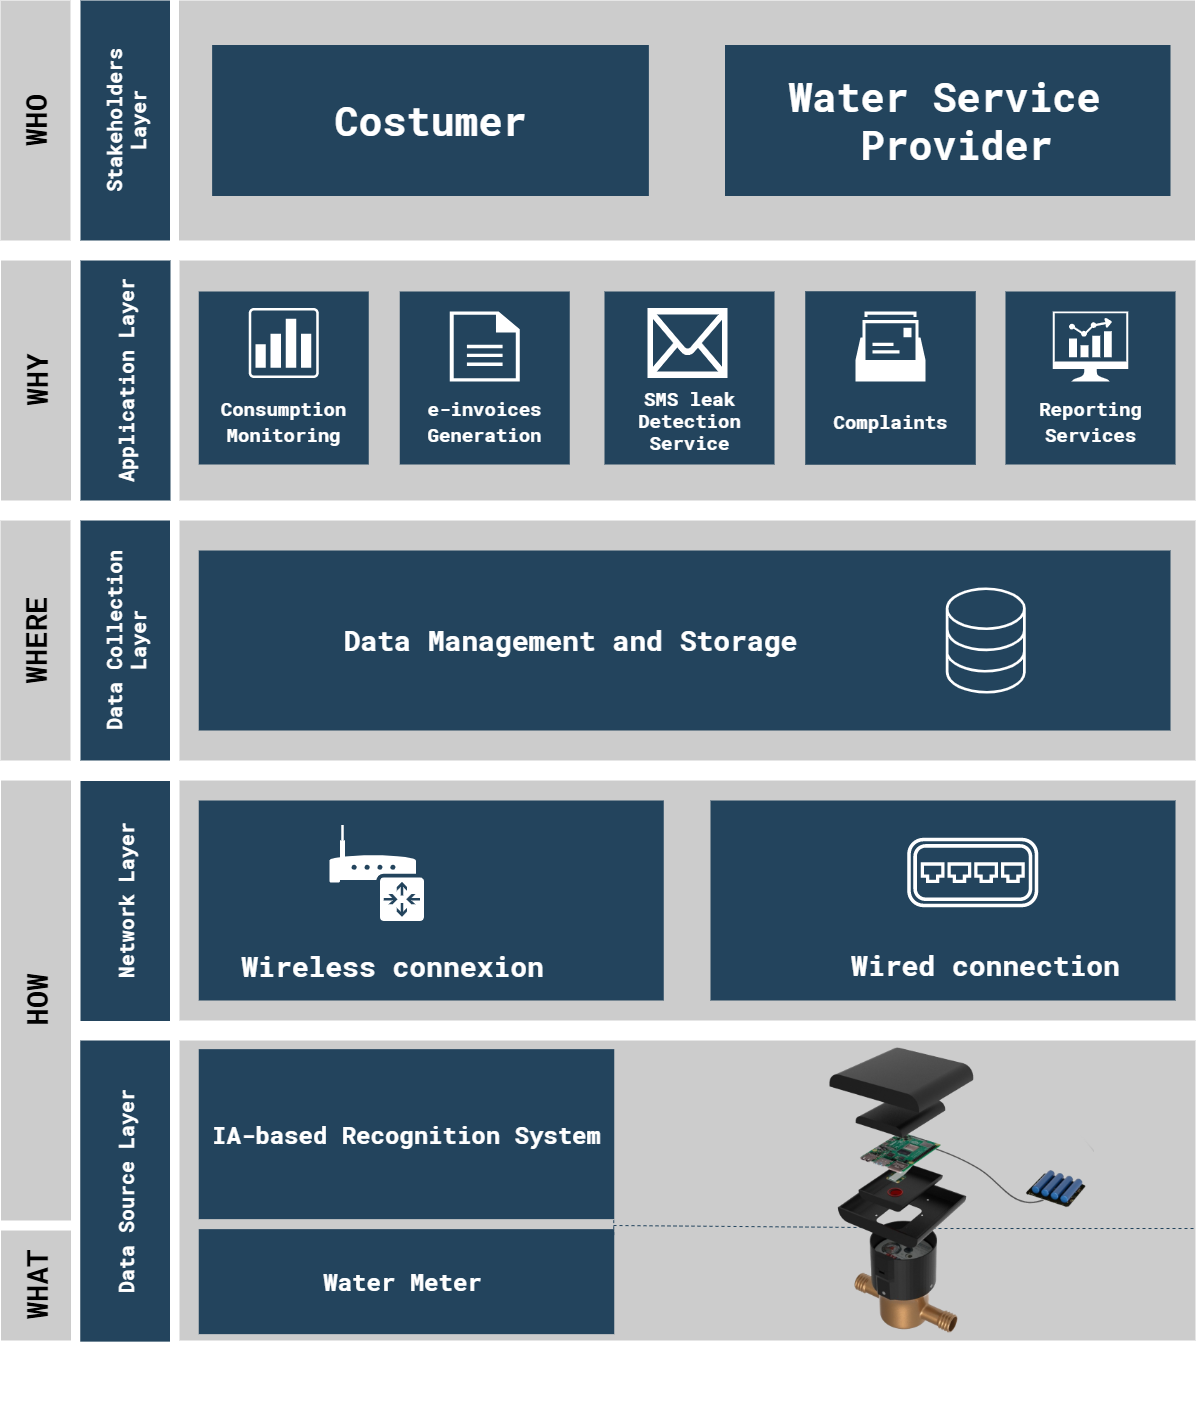 WHO
Stakeholders
Layer
Costumer
Water Service
Provider
WHY
Application Layer
Consumption
Monitoring
e-invoices
Generation
SMS leak
Detection
Service
Complaints
Reporting
Services
WHERE
Data Collection
Layer
Data Management and Storage
HOW
Network Layer
Wireless connexion
Wired connection
Data Source Layer
IA-based Recognition System
WHAT
Water Meter